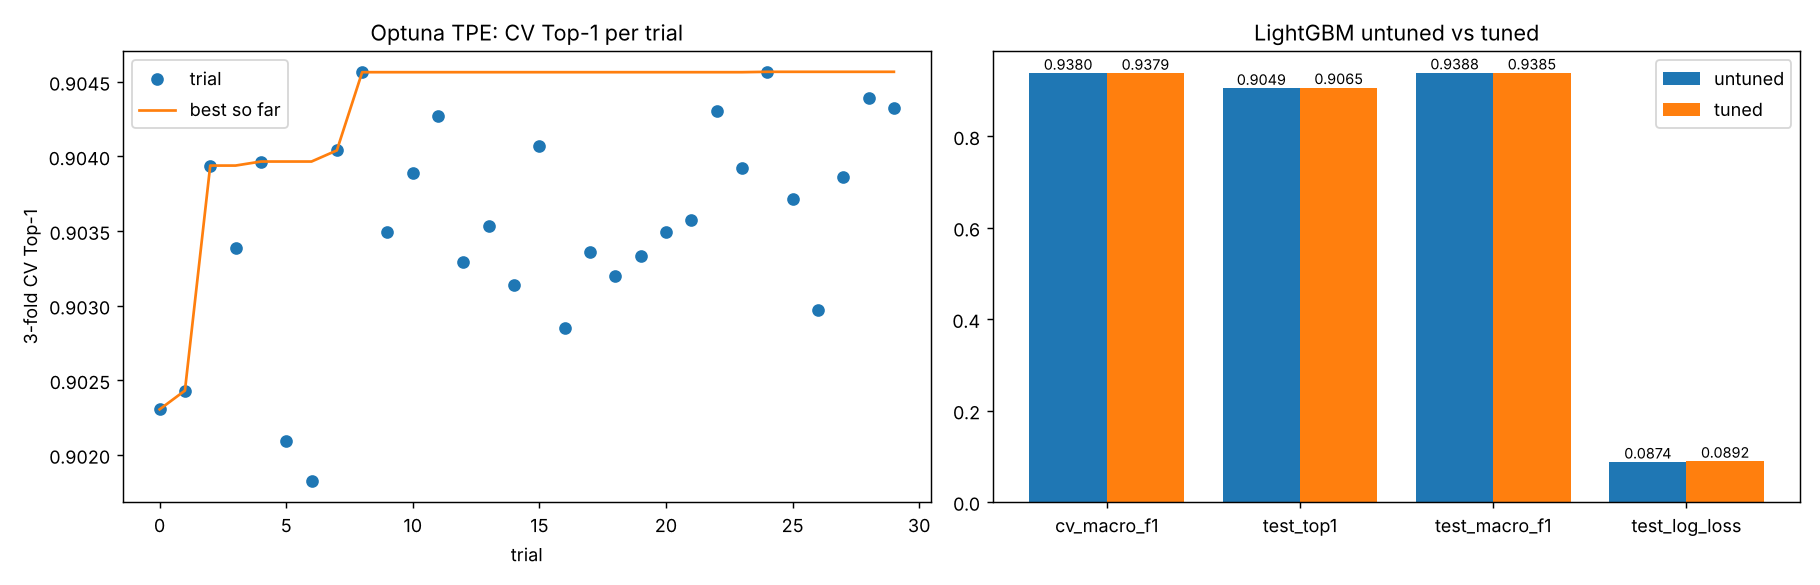 Optuna TPE: CV Top-1 per trial
trial
best so far
0.9045
0.9040
0.9035
0.9030
0.9025
0.9020
3-fold CV Top-1
0 5 10 15 20 25 30
trial
LightGBM untuned vs tuned
untuned
tuned
0.9380 0.9379 0.9049 0.9065 0.9388 0.9385 0.0874 0.0892
0.8
0.6
0.4
0.2
0.0
cv_macro_f1 test_top1 test_macro_f1 test_log_loss